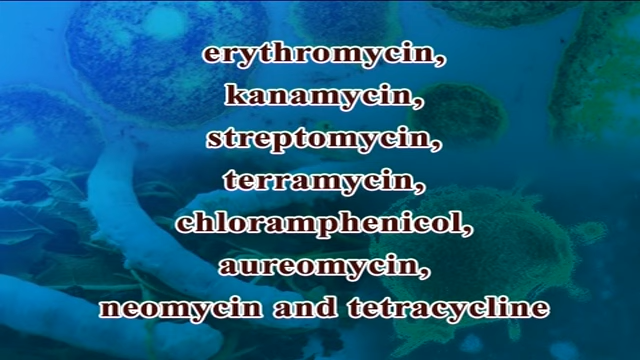 erythromycin,
kanamycin,
streptomycin,
terramycin,
chloramphenicol,
aureomycin,
neomycin and tetracycline